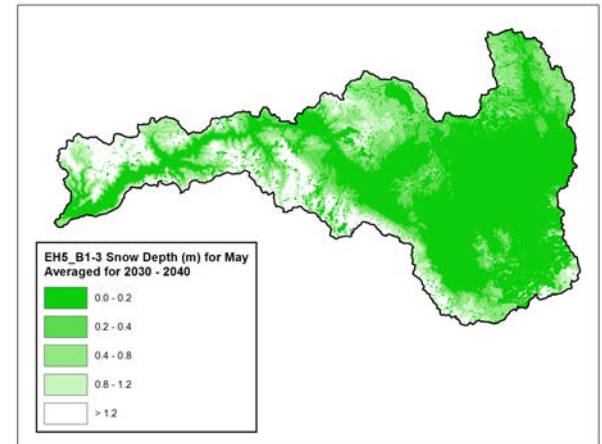 EH5_B1-3 Snow Depth (m) for May
Averaged for 2030 - 2040
0.0 - 0.2
0.2 - 0.4
0.4 - 0.8
0.8 - 1.2
> 1.2